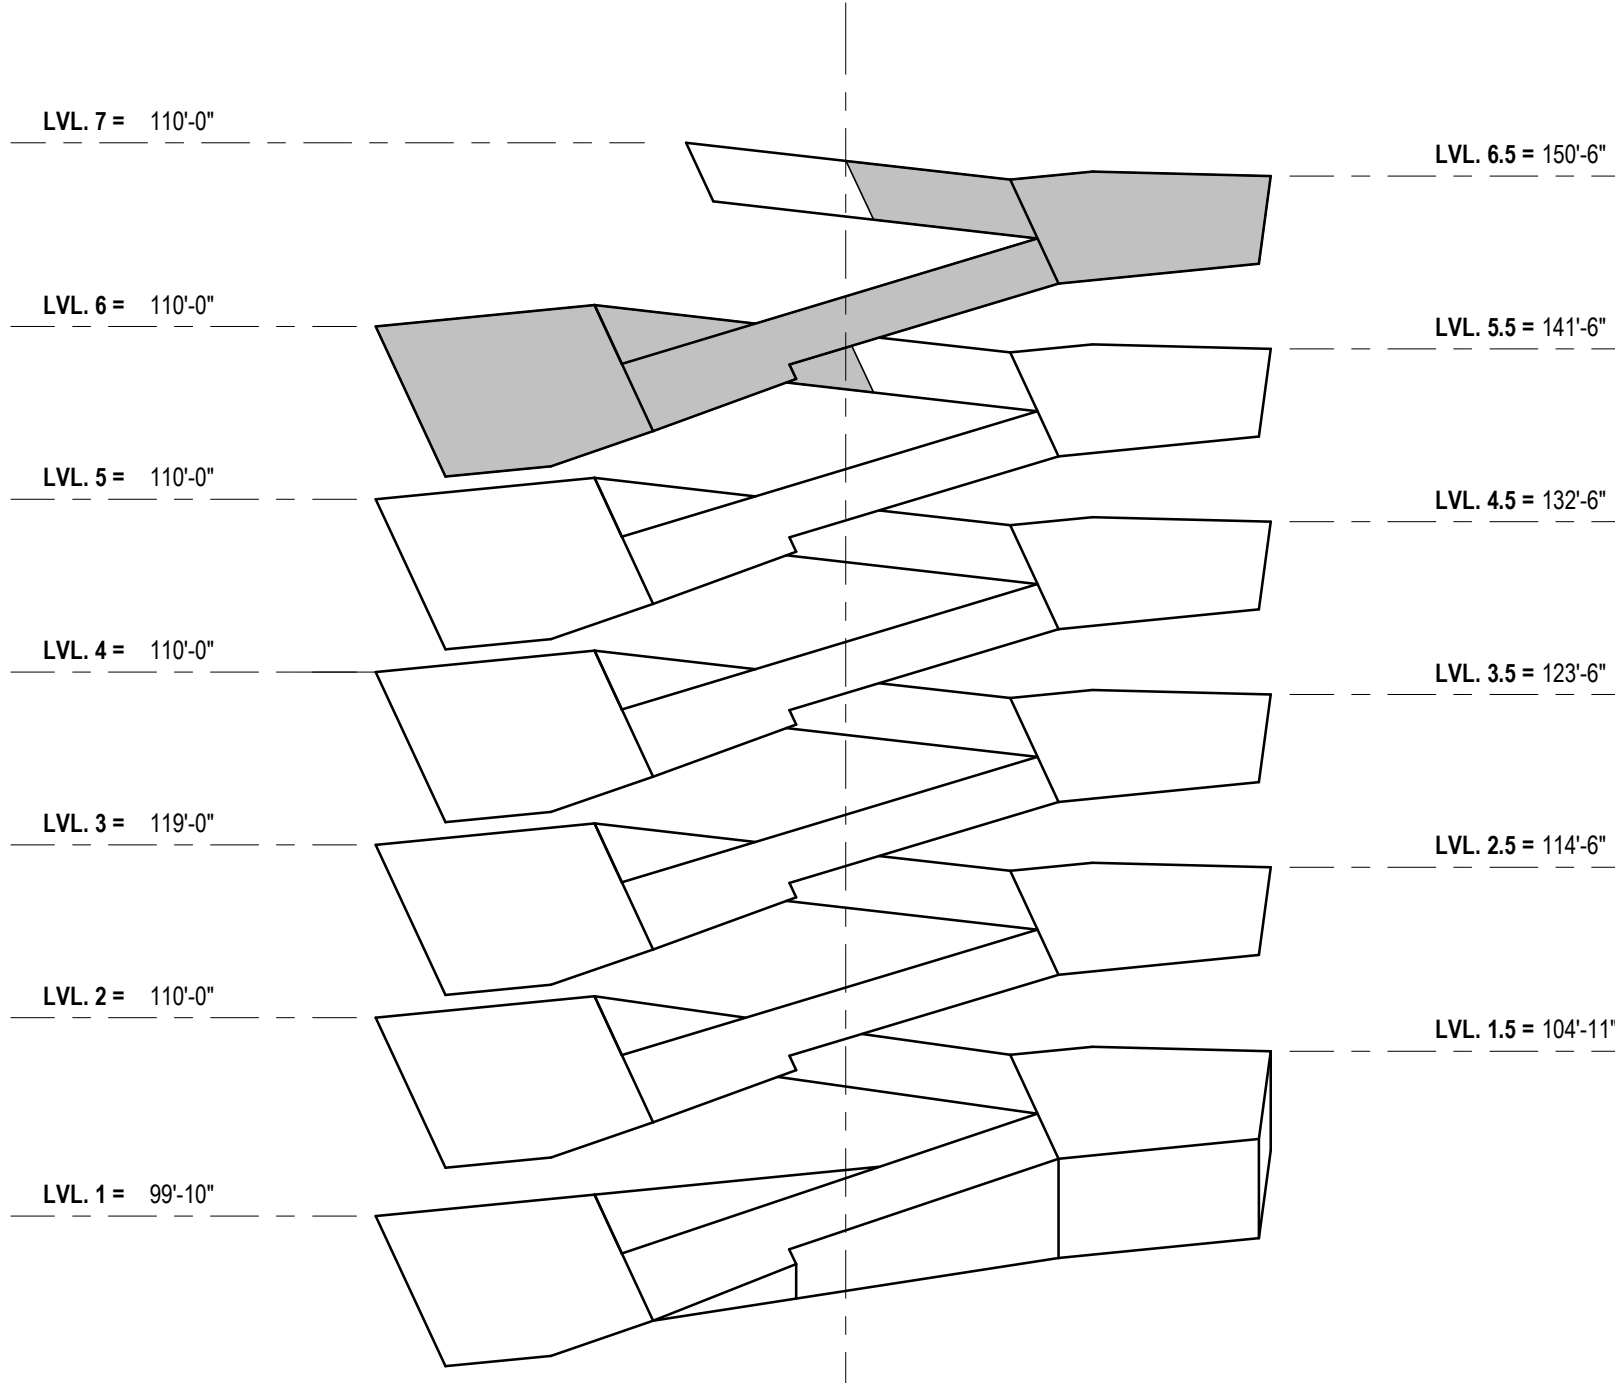 LVL. 7 = 110'-0"
LVL. 6.5 = 150'-6"
LVL. 6 = 110'-0"
LVL. 5.5 = 141'-6"
LVL. 5 = 110'-0"
LVL. 4.5 = 132'-6"
LVL. 4 = 110'-0"
LVL. 3.5 = 123'-6"
LVL. 3 = 119'-0"
LVL. 2.5 = 114'-6"
LVL. 2 = 110'-0"
LVL. 1.5 = 104'-11"
LVL. 1 = 99'-10"